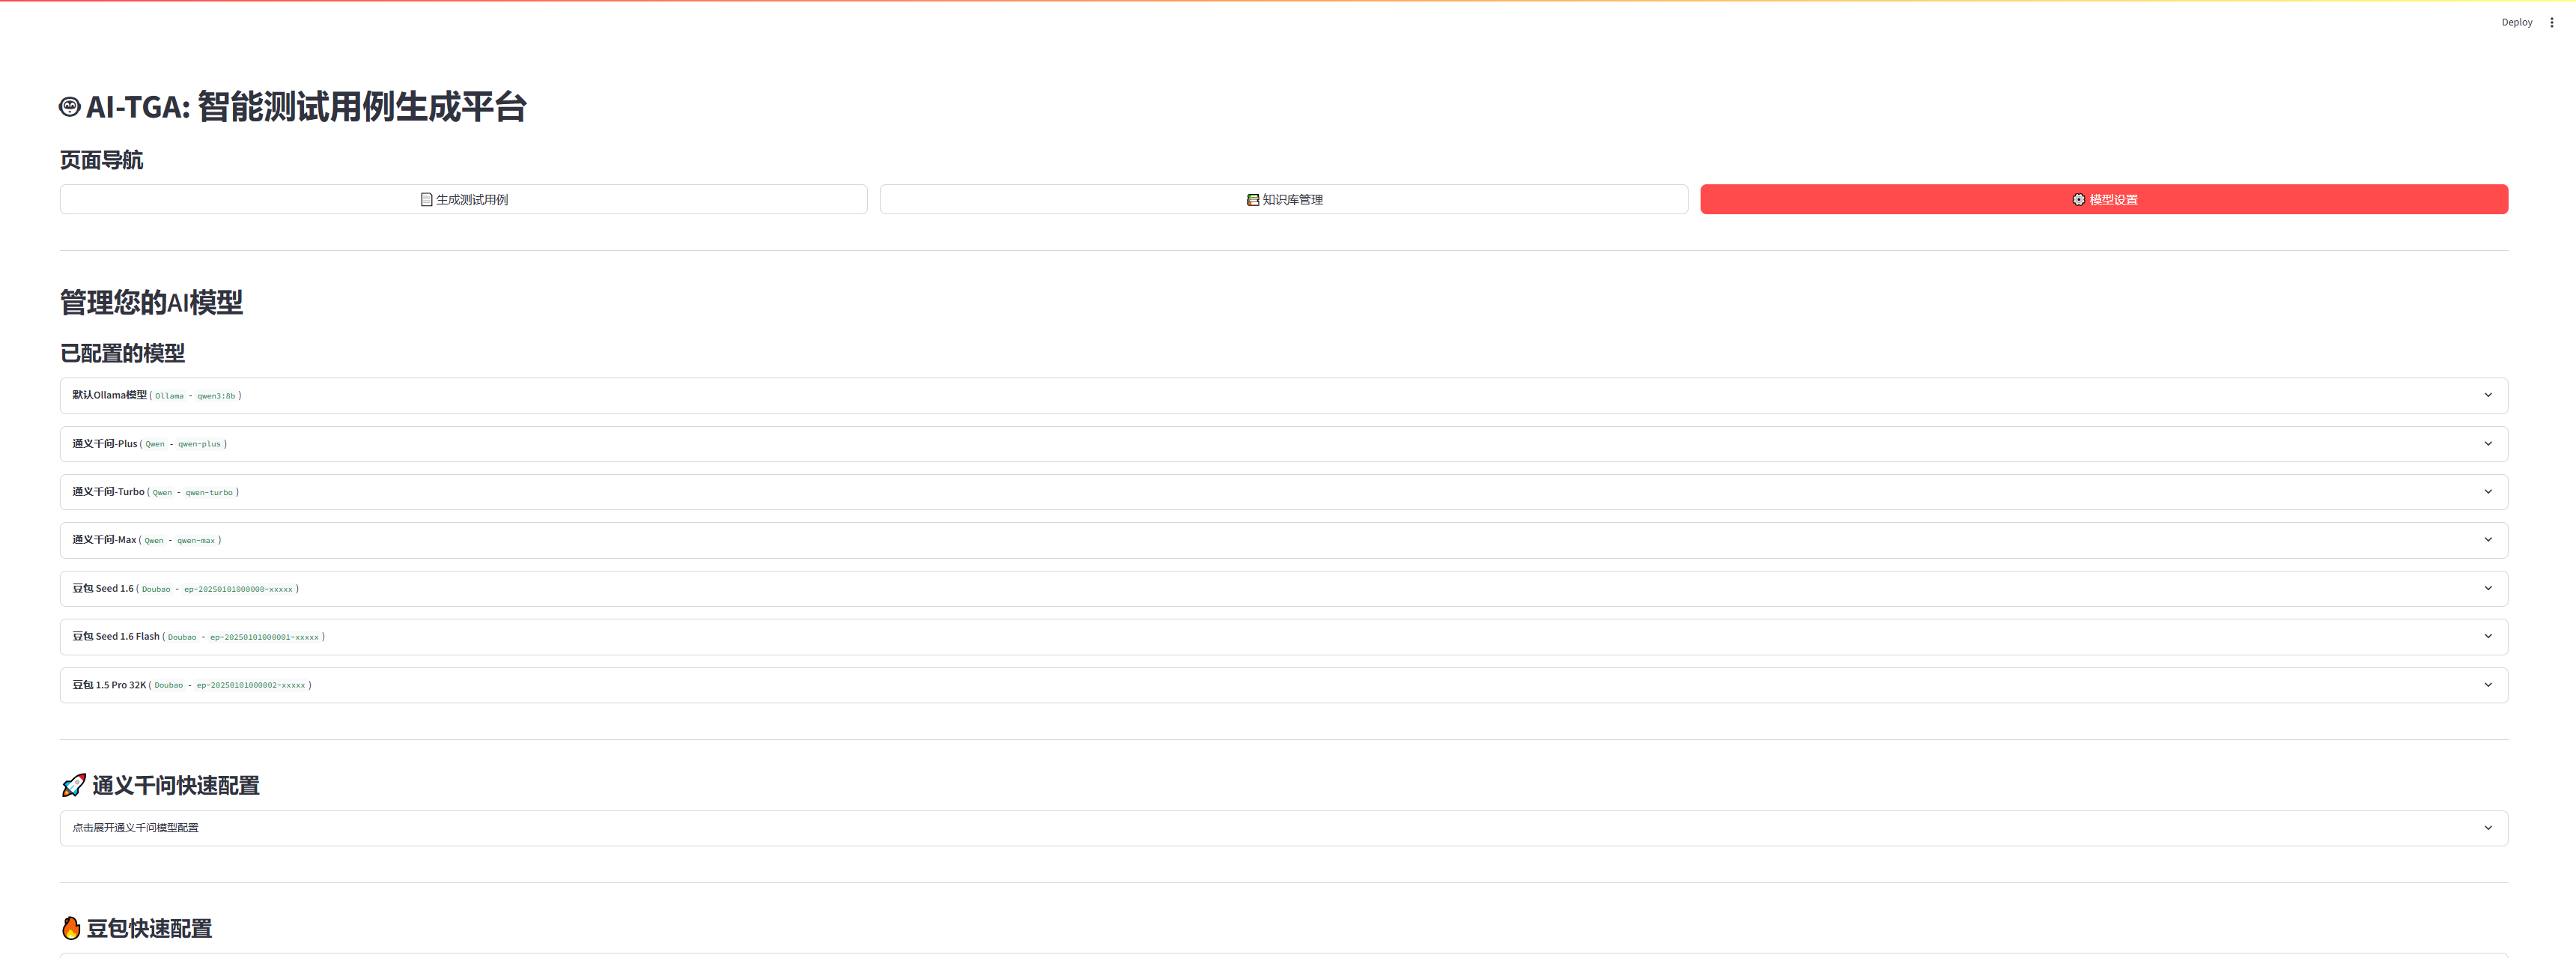 Deploy
AI-TGA: 智能测试用例生成平台
页面导航
生成测试用例
知识库管理
模型设置
管理您的AI模型
已配置的模型
默认Ollama模型 ( Ollama - qwen3:8b )
通义千问-Plus ( Qwen - qwen-plus )
通义千问-Turbo ( Qwen - qwen-turbo )
通义千问-Max ( Qwen - qwen-max )
豆包 Seed 1.6 ( Doubao - ep-20250101000000-xxxxx )
豆包 Seed 1.6 Flash ( Doubao - ep-20250101000001-xxxxx )
豆包 1.5 Pro 32K ( Doubao - ep-20250101000002-xxxxx )
通义千问快速配置
点击展开通义千问模型配置
豆包快速配置